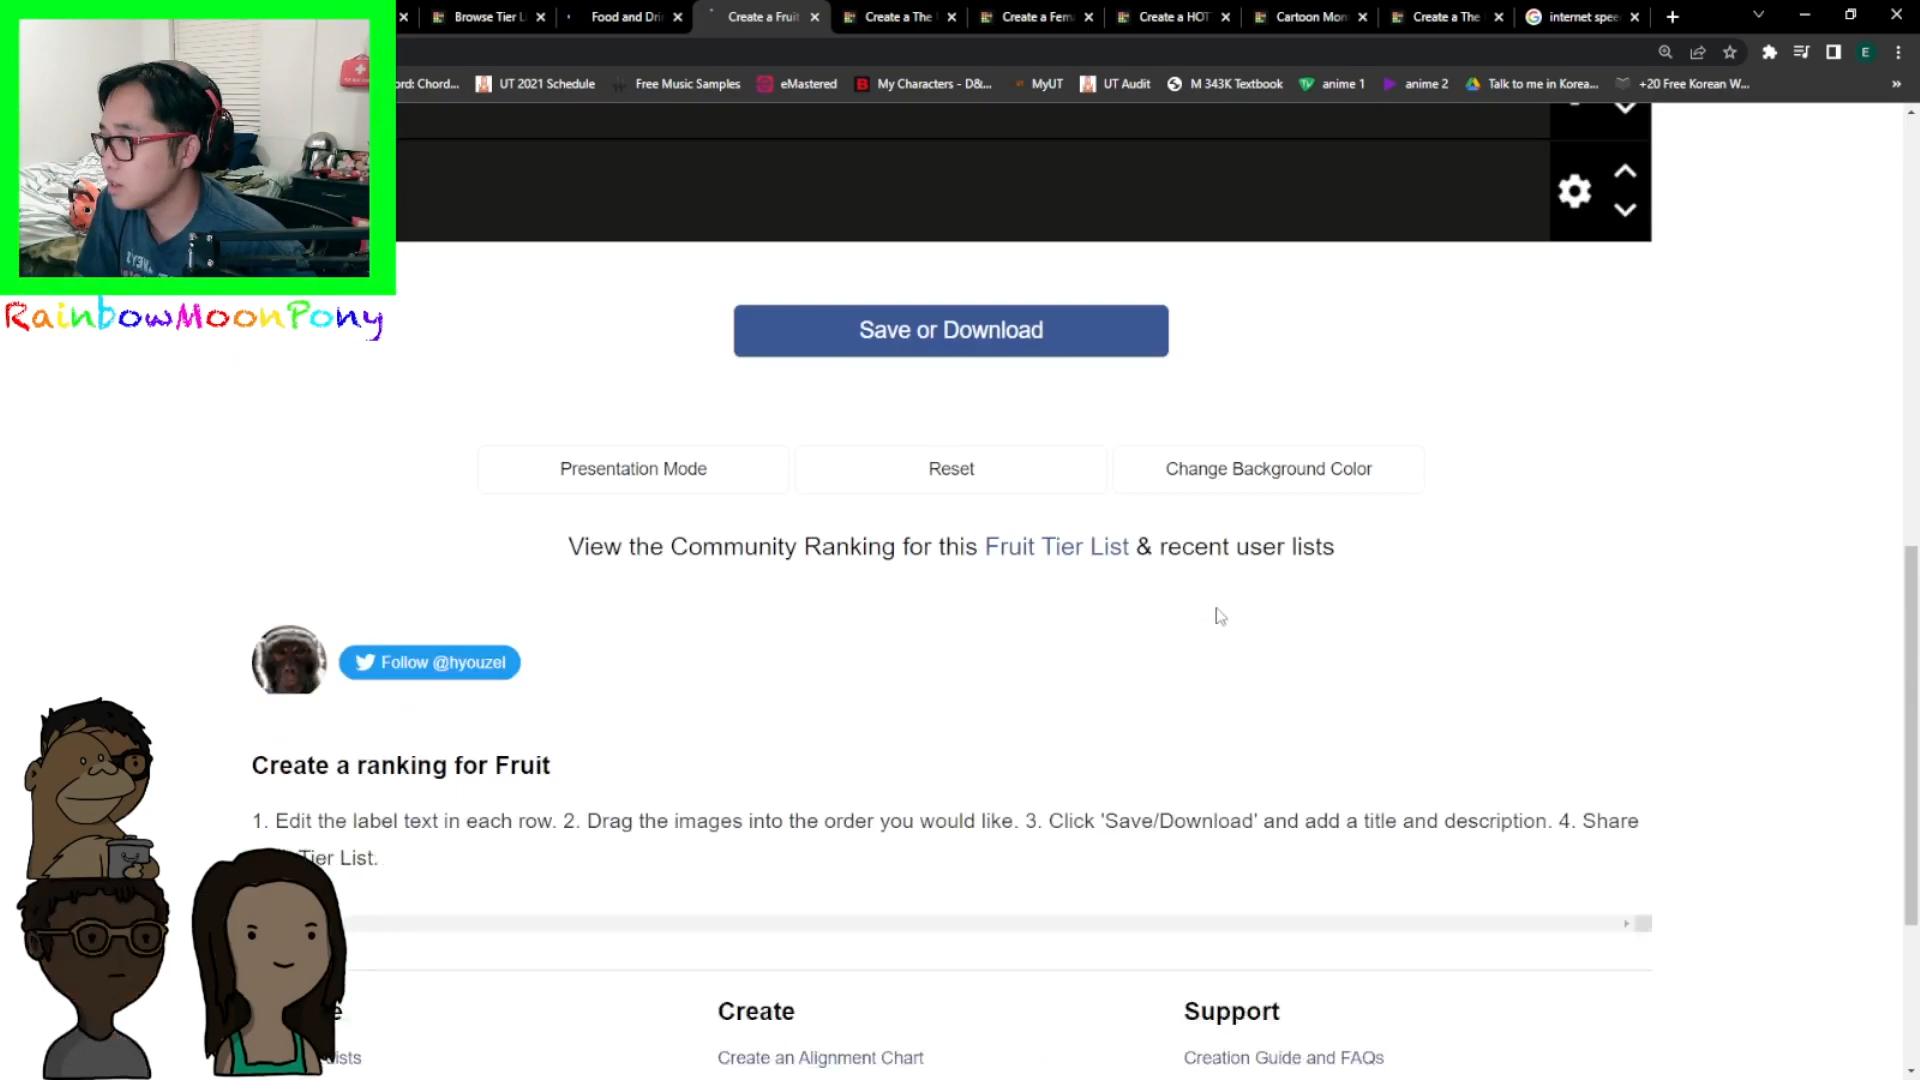 Browse Tier Li
Food and Drin
Create a Fruit
Create a The
Create a Fem
Create a HOT
Cartoon Mon
Create a The
internet spee
E
ord: Chord...
UT 2021 Schedule
Free Music Samples
eMastered
My Characters - D&...
MyUT
UT Audit
M 343K Textbook
anime 1
anime 2
Talk to me in Korea...
+20 Free Korean W...
»
RainbowMoonPony
Save or Download
Presentation Mode
Reset
Change Background Color
View the Community Ranking for this Fruit Tier List & recent user lists
Follow @hyouzel
Create a ranking for Fruit
1. Edit the label text in each row. 2. Drag the images into the order you would like. 3. Click 'Save/Download' and add a title and description. 4. Share
Tier List.
Create
Support
ists
Create an Alignment Chart
Creation Guide and FAQs